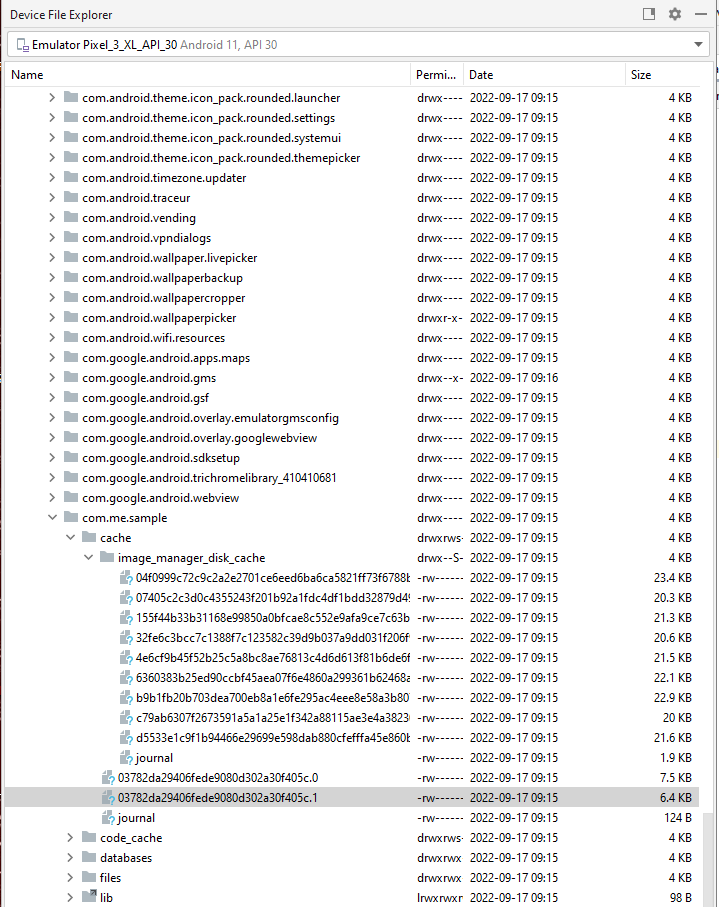 Device File Explorer
Emulator Pixel_3_XL_API_30 Android 11, API 30
Name Permi... Date Size
com.android.theme.icon_pack.rounded.launcher drwx---- 2022-09-17 09:15 4 KB
com.android.theme.icon_pack.rounded.settings drwx---- 2022-09-17 09:15 4 KB
com.android.theme.icon_pack.rounded.systemui drwx---- 2022-09-17 09:15 4 KB
com.android.theme.icon_pack.rounded.themepicker drwx---- 2022-09-17 09:15 4 KB
com.android.timezone.updater drwx---- 2022-09-17 09:15 4 KB
com.android.traceur drwx---- 2022-09-17 09:15 4 KB
com.android.vending drwx---- 2022-09-17 09:15 4 KB
com.android.vpndialogs drwx---- 2022-09-17 09:15 4 KB
com.android.wallpaper.livepicker drwx---- 2022-09-17 09:15 4 KB
com.android.wallpaperbackup drwx---- 2022-09-17 09:15 4 KB
com.android.wallpapercropper drwx---- 2022-09-17 09:15 4 KB
com.android.wallpaperpicker drwxr-x- 2022-09-17 09:15 4 KB
com.android.wifi.resources drwx---- 2022-09-17 09:15 4 KB
com.google.android.apps.maps drwx---- 2022-09-17 09:15 4 KB
com.google.android.gms drwx--x- 2022-09-17 09:16 4 KB
com.google.android.gsf drwx---- 2022-09-17 09:15 4 KB
com.google.android.overlay.emulatorgmsconfig drwx---- 2022-09-17 09:15 4 KB
com.google.android.overlay.googlewebview drwx---- 2022-09-17 09:15 4 KB
com.google.android.sdksetup drwx---- 2022-09-17 09:15 4 KB
com.google.android.trichromelibrary_410410681 drwx---- 2022-09-17 09:15 4 KB
com.google.android.webview drwx---- 2022-09-17 09:15 4 KB
com.me.sample drwx---- 2022-09-17 09:15 4 KB
cache drwxrws- 2022-09-17 09:15 4 KB
image_manager_disk_cache drwx--S- 2022-09-17 09:15 4 KB
04f0999c72c9c2a2e2701ce6eed6ba6ca5821ff73f6788b -rw------ 2022-09-17 09:15 23.4 KB
07405c2c3d0c4355243f201b92a1fdc4df1bdd32879d49 -rw------ 2022-09-17 09:15 20.3 KB
155f44b33b31168e99850a0bfcae8c552e9afa9ce7c63b -rw------ 2022-09-17 09:15 21.3 KB
32fe6c3bcc7c1388f7c123582c39d9b037a9dd031f206f -rw------ 2022-09-17 09:15 20.6 KB
4e6cf9b45f52b25c5a8bc8ae76813c4d6d613f81b6de6f -rw------ 2022-09-17 09:15 21.5 KB
6360383b25ed90ccbf45aea07f6e4860a299361b62468a -rw------ 2022-09-17 09:15 22.1 KB
b9b1fb20b703dea700eb8a1e6fe295ac4eee8e58a3b80 -rw------ 2022-09-17 09:15 22.9 KB
c79ab6307f2673591a5a1a25e1f342a88115ae3e4a3823 -rw------ 2022-09-17 09:15 20 KB
d5533e1c9f1b94466e29699e598dab880cfefffa45e860b -rw------ 2022-09-17 09:15 21.6 KB
journal -rw------ 2022-09-17 09:15 1.9 KB
03782da29406fede9080d302a30f405c.0 -rw------ 2022-09-17 09:15 7.5 KB
03782da29406fede9080d302a30f405c.1 -rw------ 2022-09-17 09:15 6.4 KB
journal -rw------ 2022-09-17 09:15 124 B
code_cache drwxrws- 2022-09-17 09:15 4 KB
databases drwxrwx 2022-09-17 09:15 4 KB
files drwxrwx 2022-09-17 09:15 4 KB
lib lrwxrwxr 2022-09-17 09:15 98 B